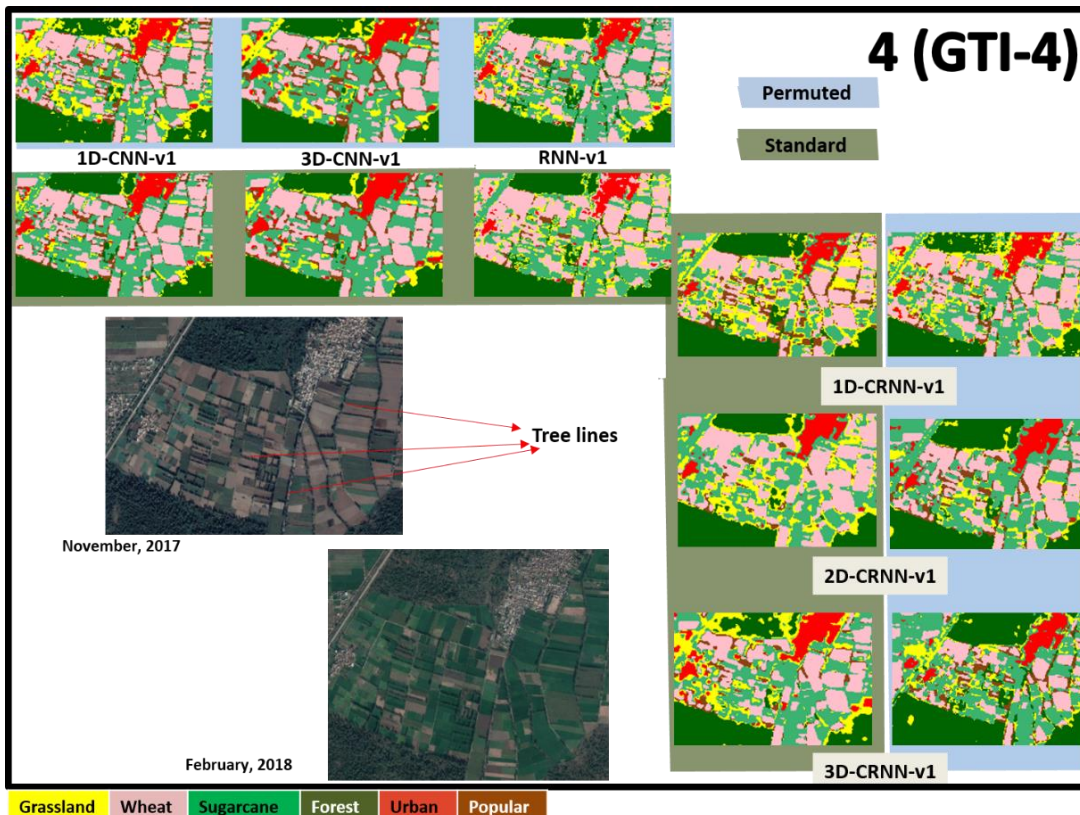 4 (GTI-4)
Permuted
Standard
1D-CNN-v1
3D-CNN-v1
RNN-v1
1D-CRNN-v1
Tree lines
November, 2017
2D-CRNN-v1
February, 2018
3D-CRNN-v1
Grassland
Wheat
Sugarcane
Forest
Urban
Popular